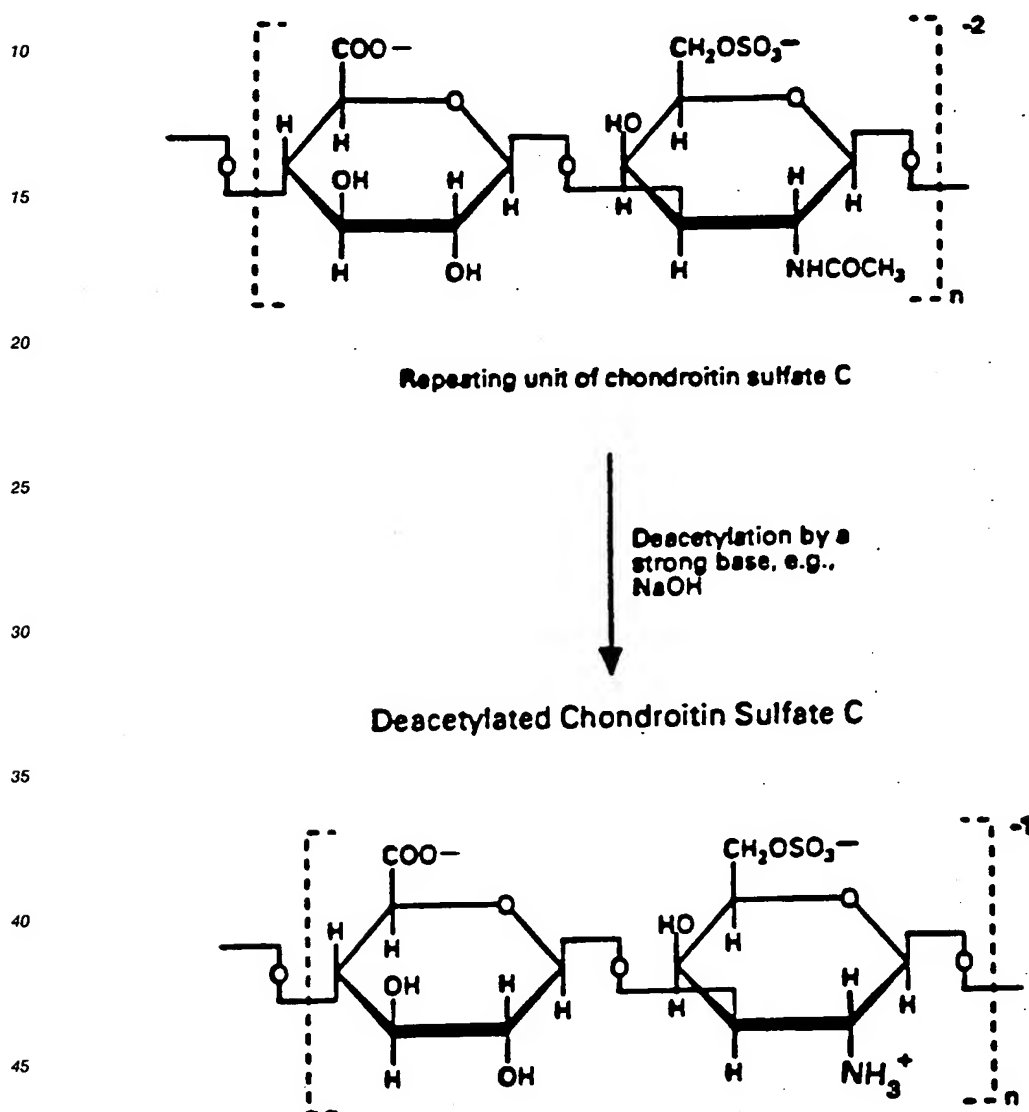 10
COO− CH₂OSO₃− -2
H O HO O
H H
O OH H O H O
15
H H H
H OH H NHCOCH₃ n
20
Repeating unit of chondroitin sulfate C
25
Deacetylation by a
strong base, e.g.,
NaOH
30
Deacetylated Chondroitin Sulfate C
35
COO− CH₂OSO₃−
40
H O HO O
H H
O OH H O H O
H H H
45
H OH H NH₃⁺ n